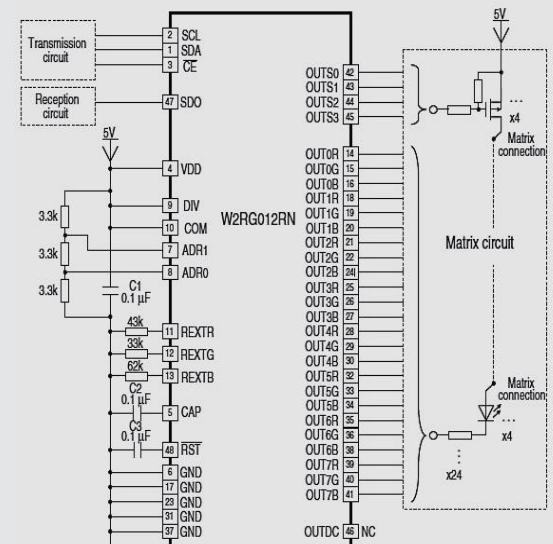 Transmission
circuit
Reception
circuit
2 SCL
1 SDA
3 CE
47 SDO
5V
4 VDD
9 DIV
10 COM
7 ADR1
8 ADR0
3.3k
3.3k
3.3k
C1
0.1 µF
43k
11 REXTR
33k
12 REXTG
62k
13 REXTB
C2
0.1 µF
5 CAP
C3
0.1 µF
48 RST
6 GND
17 GND
23 GND
31 GND
37 GND
W2RG012RN
OUTS0 42
OUTS1 43
OUTS2 44
OUTS3 45
OUT0R 14
OUT0G 15
OUT0B 16
OUT1R 18
OUT1G 19
OUT1B 20
OUT2R 21
OUT2G 22
OUT2B 24
OUT3R 25
OUT3G 26
OUT3B 27
OUT4R 28
OUT4G 29
OUT4B 30
OUT5R 32
OUT5G 33
OUT5B 34
OUT6R 35
OUT6G 36
OUT6B 38
OUT7R 39
OUT7G 40
OUT7B 41
OUTDC 46 NC
5V
x4
Matrix
connection
Matrix circuit
Matrix
connection
x4
x24